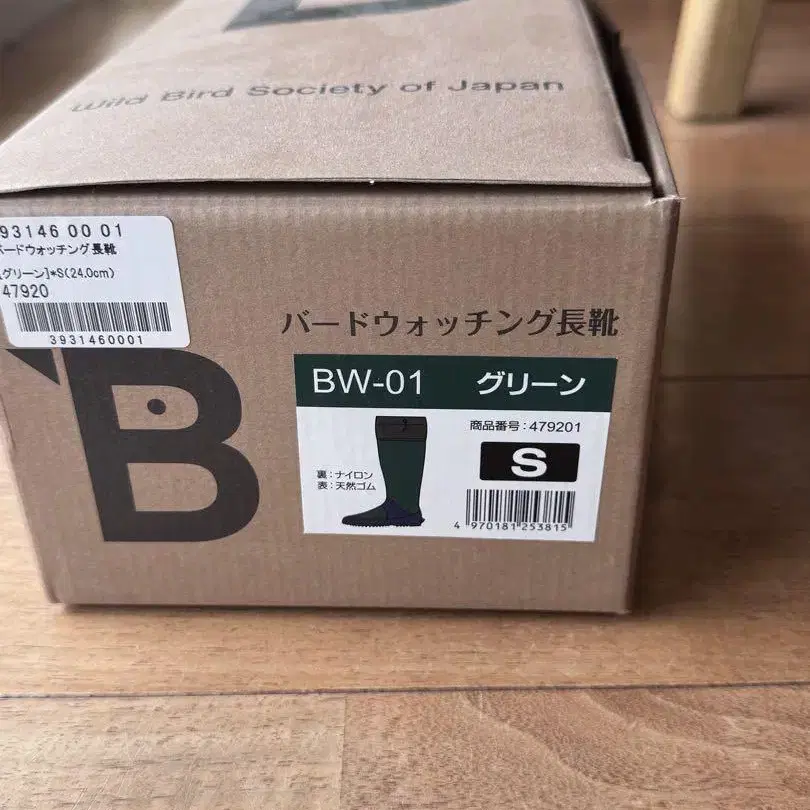 Wild Bird Society of Japan
93146 00 01
バードウォッチング長靴
[グリーン]*S(24.0cm)
47920
3931460001
バードウォッチング長靴
B
BW-01 グリーン
商品番号:479201
S
裏:ナイロン
表:天然ゴム
4 970181 253815